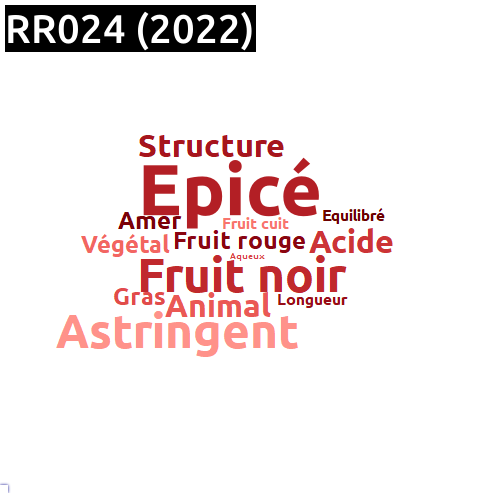 RR024 (2022)
Structure
Epicé
Amer
Fruit cuit
Equilibré
Végétal
Fruit rouge
Acide
Aqueux
Fruit noir
Gras
Animal
Longueur
Astringent